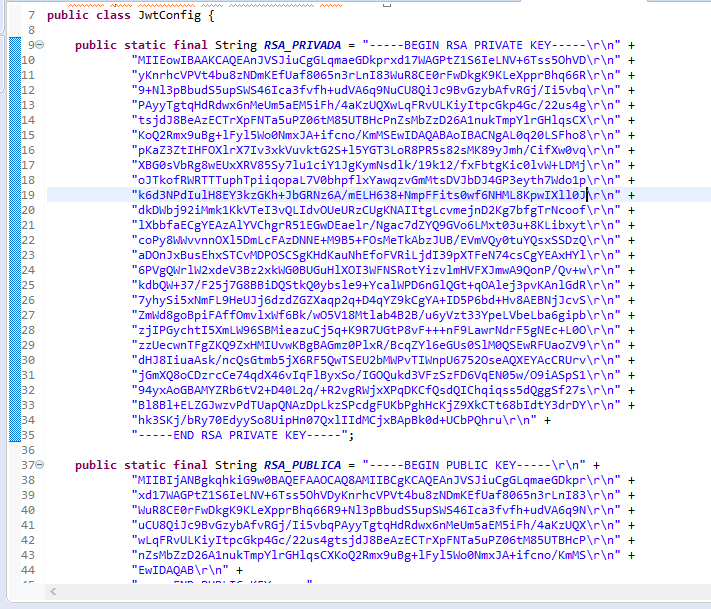 7 public class JwtConfig {
8
9 public static final String RSA_PRIVADA = "-----BEGIN RSA PRIVATE KEY-----\r\n" +
10 "MIIEowIBAAKCAQEAnJVSJiuCgGLqmaeGDkprxd17WAGPtZ1S6IeLNV+6Tss5OhVD\r\n" +
11 "yKnrhcVPVt4bu8zNDmKEfUaf8065n3rLnI83WuR8CE0rFwDkgK9KLeXpprBhq66R\r\n" +
12 "9+Nl3pBbudS5upSWS46Ica3fvfh+udVA6q9NuCU8QiJc9BvGzybAfvRGj/Ii5vbq\r\n" +
13 "PAyyTgtqHdRdwx6nMeUm5aEM5iFh/4aKzUQXwLqFRvULKiyItpcGkp4Gc/22us4g\r\n" +
14 "tsjdJ8BeAzECTrXpFNTa5uPZ06tM85UTBHcPnZsMbZzD26A1nukTmpYlrGHlqsCX\r\n" +
15 "KoQ2Rmx9uBg+lFyl5Wo0NmxJA+ifcno/KmMSEwIDAQABAoIBACNgAL0q20LSFho8\r\n" +
16 "pKaZ3ZtIHFOXlrX7Iv3xkVuvktG2S+l5YGT3LoR8PR5s82sMK89yJmh/CifXw0vq\r\n" +
17 "XBG0sVbRg8wEUxXRV85Sy7lu1ciY1JgKymNsdlk/19k12/fxFbtgKic0lvW+LDMj\r\n" +
18 "oJTkofRWRTTTuphTpiiqopaL7V0bhpflxYawqzvGmMtsDVJbDJ4GP3eyth7Wdo1p\r\n" +
19 "k6d3NPdIulH8EY3kzGKh+JbGRNz6A/mELH638+NmpFFits0wf6NHML8KpwIXll0J\r\n" +
20 "dkDWbj92iMmk1KkVTeI3vQLIdvOUeURzCUgKNAIItgLcvmejnD2Kg7bfgTrNcoof\r\n" +
21 "lXbbfaECgYEAzAlYVChgrR51EGwDEaelr/Ngac7dZYQ9GVo6LMxt03u+8KLibxyt\r\n" +
22 "coPy8WWvvnnOXl5DmLcFAzDNNE+M9B5+FOsMeTkAbzJUB/EVmVQy0tuYQsxSSDzQ\r\n" +
23 "aDOnJxBusEhxSTCvMDPOSCSgKHdKauNhEfoFVRiLjdI39pXTFeN74csCgYEAxHYl\r\n" +
24 "6PVgQWrlW2xdeV3Bz2xkWG0BUGuHlXOI3WFNSRotYizvlmHVFXJmwA9QonP/Qv+w\r\n" +
25 "kdbQW+37/F25j7G8BBiDQStkQ0ybsle9+YcalWPD6nGlQGt+qOAlej3pvKAnlGdR\r\n" +
26 "7yhySi5xNmFL9HeUJj6dzdZGZXaqp2q+D4qYZ9kCgYA+ID5P6bd+Hv8AEBNjJcvS\r\n" +
27 "ZmWd8goBpiFAffOmvlxWf6Bk/wO5V18Mtlab4B2B/u6yVzt33YpeLVbeLba6gipb\r\n" +
28 "zjIPGychtI5XmLW96SBMieazuCj5q+K9R7UGtP8vF+++nF9LawrNdrF5gNEc+L0O\r\n" +
29 "zzUecwnTFgZKQ9ZxHMIUvwKBgBAGmz0PlxR/BcqZYl6eGUs0SlM0QSEwRFUaoZV9\r\n" +
30 "dHJ8IiuaAsk/ncQsGtmb5jX6RF5QwTSEU2bMWPvTIWnpU6752OseAQXEYAcCRUrv\r\n" +
31 "jGmXQ8oCDzrcCe74qdX46vIqFlByxSo/IGOQukd3VFzSzFD6VqEN05w/O9iASpS1\r\n" +
32 "94yxAoGBAMYZRb6tV2+D40L2q/+R2vgRWjxXPqDKCfQsdQIChqiqss5dQggSf27s\r\n" +
33 "Bl8Bl+ELZGJwzvPdTUapQNAzDpLkzSPcdgFUKbPghHcKjZ9XkCTt68bIdtY3drDY\r\n" +
34 "hk3SKj/bRy70EdyySo8UipHn07QxlIIdMCjxBApBk0d+UCbPQhru\r\n" +
35 "-----END RSA PRIVATE KEY-----";
36
37 public static final String RSA_PUBLICA = "-----BEGIN PUBLIC KEY-----\r\n" +
38 "MIIBIjANBgkqhkiG9w0BAQEFAAOCAQ8AMIIBCgKCAQEAnJVSJiuCgGLqmaeGDkpr\r\n" +
39 "xd17WAGPtZ1S6IeLNV+6Tss5OhVDyKnrhcVPVt4bu8zNDmKEfUaf8065n3rLnI83\r\n" +
40 "WuR8CE0rFwDkgK9KLeXpprBhq66R9+Nl3pBbudS5upSWS46Ica3fvfh+udVA6q9N\r\n" +
41 "uCU8QiJc9BvGzybAfvRGj/Ii5vbqPAyyTgtqHdRdwx6nMeUm5aEM5iFh/4aKzUQX\r\n" +
42 "wLqFRvULKiyItpcGkp4Gc/22us4gtsjdJ8BeAzECTrXpFNTa5uPZ06tM85UTBHcP\r\n" +
43 "nZsMbZzD26A1nukTmpYlrGHlqsCXKoQ2Rmx9uBg+lFyl5Wo0NmxJA+ifcno/KmMS\r\n" +
44 "EwIDAQAB\r\n" +